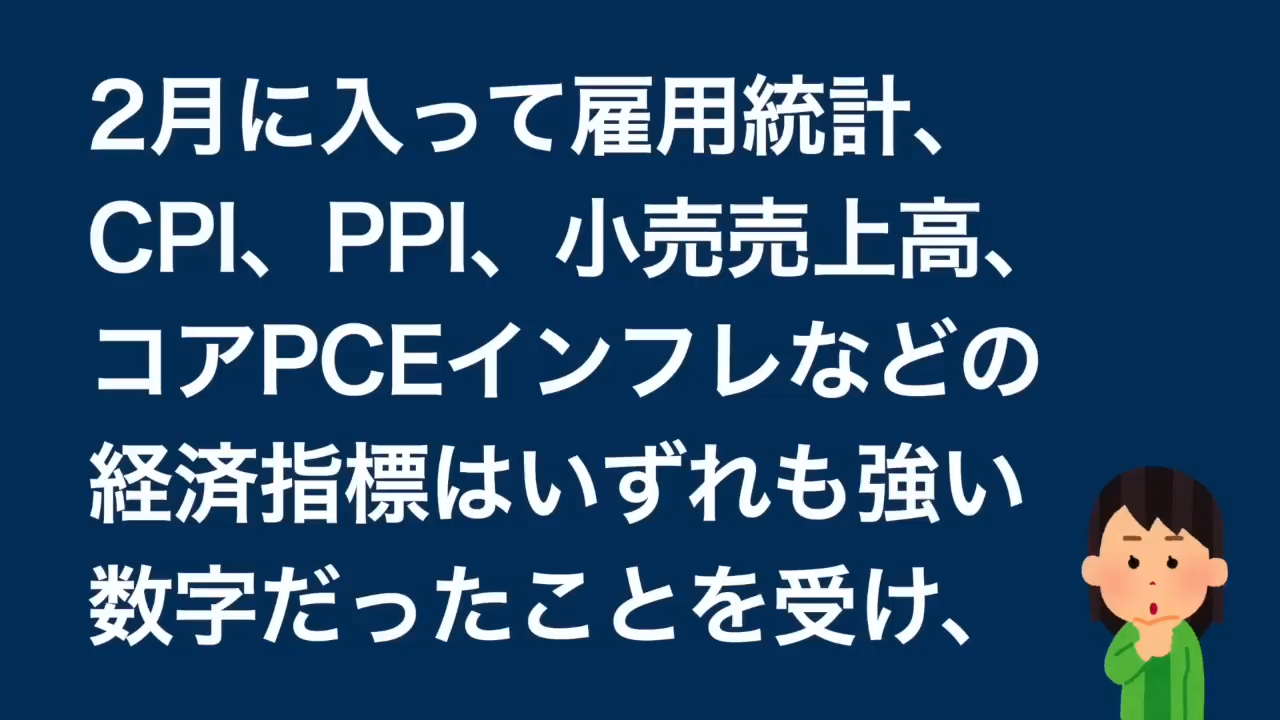 2月に入って雇用統計、
CPI、PPI、小売売上高、
コアPCEインフレなどの
経済指標はいずれも強い
数字だったことを受け、